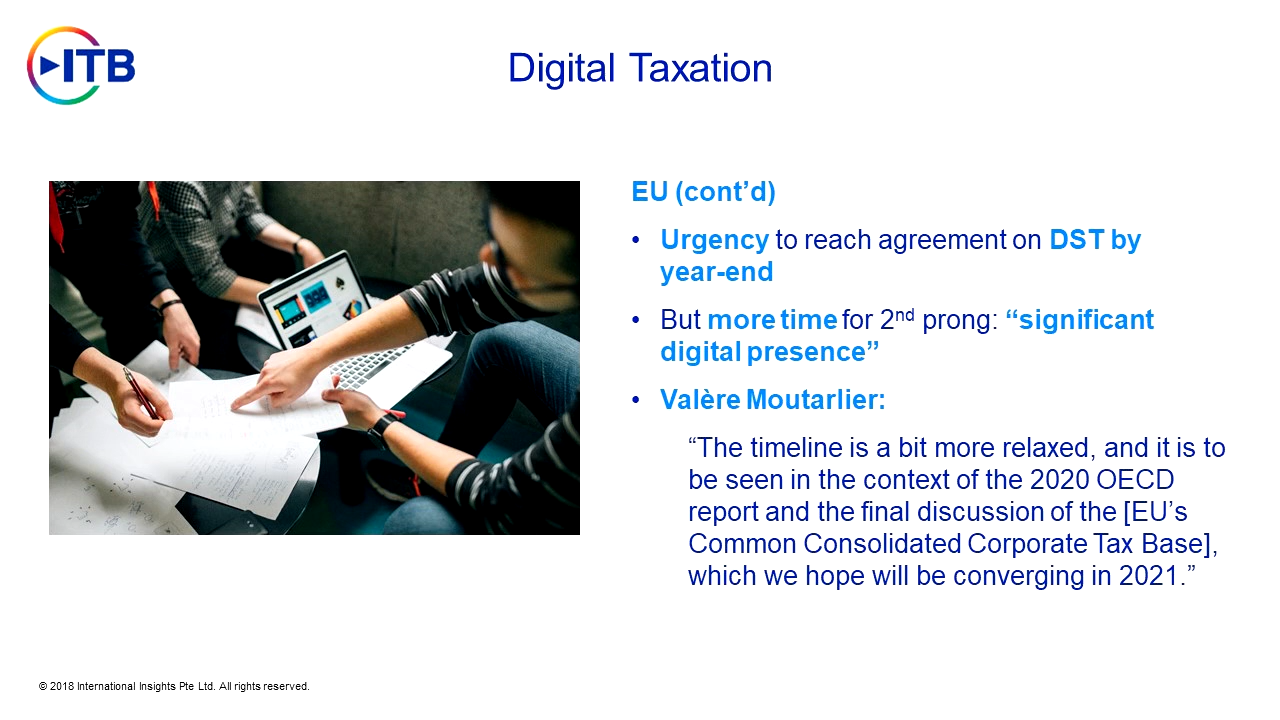 ITB
Digital Taxation
EU (cont’d)
• Urgency to reach agreement on DST by
year-end
• But more time for 2nd prong: “significant
digital presence”
• Valère Moutarlier:
“The timeline is a bit more relaxed, and it is to
be seen in the context of the 2020 OECD
report and the final discussion of the [EU’s
Common Consolidated Corporate Tax Base],
which we hope will be converging in 2021.”
© 2018 International Insights Pte Ltd. All rights reserved.